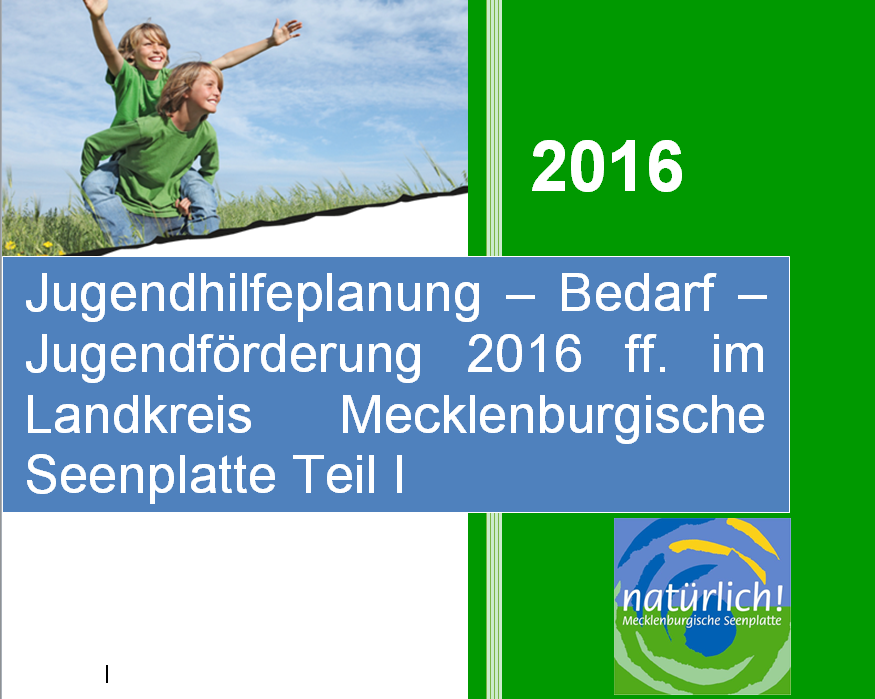 2016
Jugendhilfeplanung – Bedarf –
Jugendförderung 2016 ff. im
Landkreis Mecklenburgische
Seenplatte Teil I
natürlich!
Mecklenburgische Seenplatte